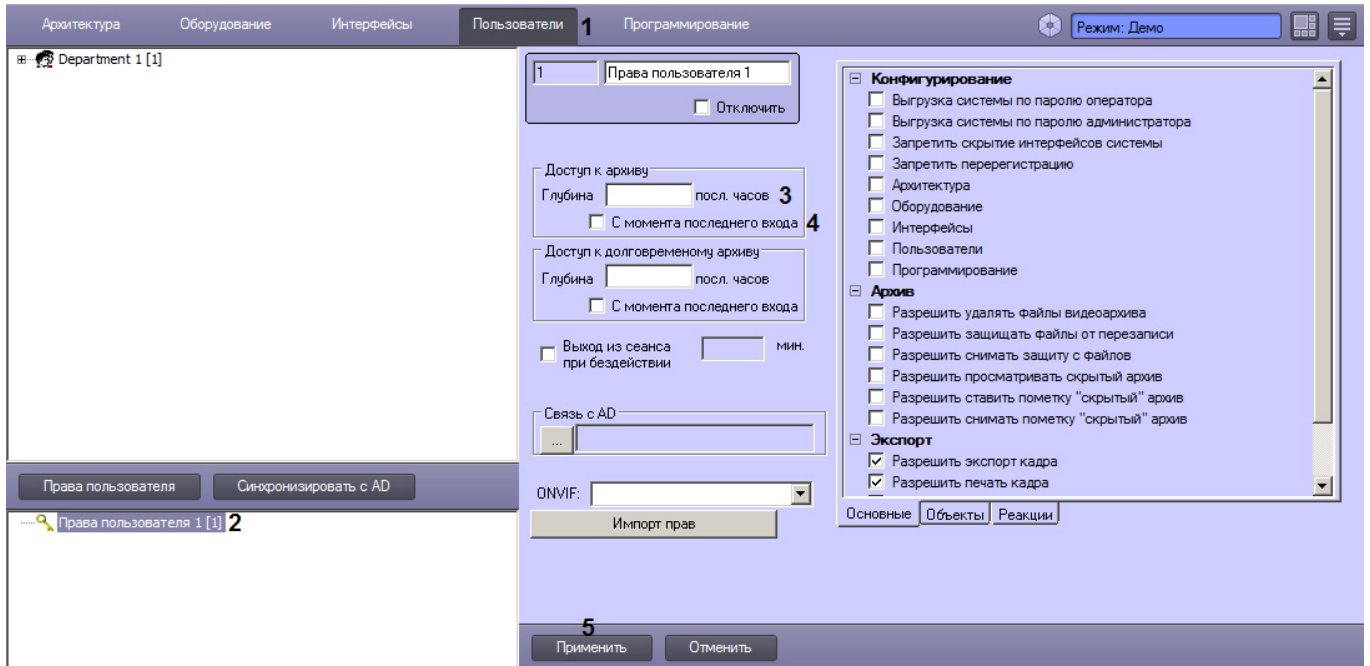 Архитектура Оборудование Интерфейсы Пользователи 1 Программирование Режим: Демо
Department 1 [1]
1 Права пользователя 1
Отключить
Доступ к архиву
Глубина посл. часов 3
С момента последнего входа 4
Доступ к долговременому архиву
Глубина посл. часов
С момента последнего входа
Выход из сеанса при бездействии мин.
Связь с AD
...
ONVIF:
Импорт прав
Конфигурирование
Выгрузка системы по паролю оператора
Выгрузка системы по паролю администратора
Запретить скрытие интерфейсов системы
Запретить перерегистрацию
Архитектура
Оборудование
Интерфейсы
Пользователи
Программирование
Архив
Разрешить удалять файлы видеоархива
Разрешить защищать файлы от перезаписи
Разрешить снимать защиту с файлов
Разрешить просматривать скрытый архив
Разрешить ставить пометку "скрытый" архив
Разрешить снимать пометку "скрытый" архив
Экспорт
Разрешить экспорт кадра
Разрешить печать кадра
Основные Объекты Реакции
Права пользователя Синхронизировать с AD
Права пользователя 1 [1] 2
5
Применить Отменить